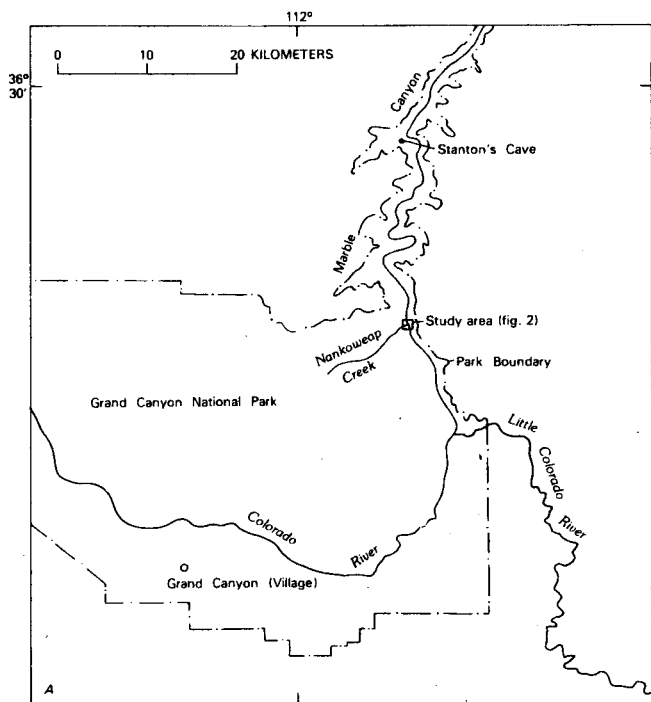 112°
0 10 20 KILOMETERS
36°
30'
Canyon
Stanton's Cave
Marble
Study area (fig. 2)
Nankoweap
Creek
Park Boundary
Grand Canyon National Park
Little
Colorado
River
Colorado
River
Grand Canyon (Village)
A